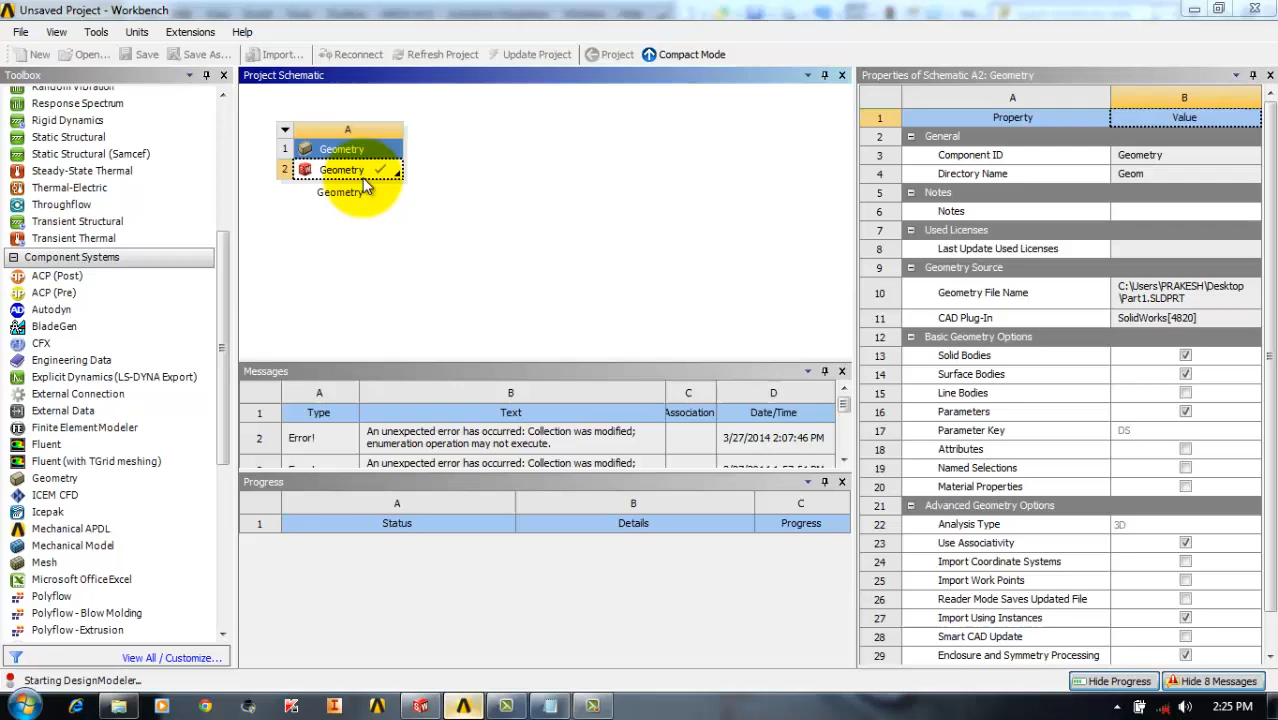 Unsaved Project - Workbench
File View Tools Units Extensions Help
New Open... Save Save As... Import... Reconnect Refresh Project Update Project Project Compact Mode
Toolbox
Random Vibration
Response Spectrum
Rigid Dynamics
Static Structural
Static Structural (Samcef)
Steady-State Thermal
Thermal-Electric
Throughflow
Transient Structural
Transient Thermal
Component Systems
ACP (Post)
ACP (Pre)
Autodyn
BladeGen
CFX
Engineering Data
Explicit Dynamics (LS-DYNA Export)
External Connection
External Data
Finite Element Modeler
Fluent
Fluent (with TGrid meshing)
Geometry
ICEM CFD
Icepak
Mechanical APDL
Mechanical Model
Mesh
Microsoft Office Excel
Polyflow
Polyflow - Blow Molding
Polyflow - Extrusion
View All / Customize...
Project Schematic
A
1 Geometry
2 Geometry
Geometry
Messages
A B C D
1 Type Text Association Date/Time
2 Error! An unexpected error has occurred: Collection was modified; 3/27/2014 2:07:46 PM
enumeration operation may not execute.
An unexpected error has occurred: Collection was modified;
Progress
A B C
1 Status Details Progress
Properties of Schematic A2: Geometry
A B
1 Property Value
2 General
3 Component ID Geometry
4 Directory Name Geom
5 Notes
6 Notes
7 Used Licenses
8 Last Update Used Licenses
9 Geometry Source
10 Geometry File Name C:\Users\PRAKESH\Desktop
\Part1.SLDPRT
11 CAD Plug-In SolidWorks[4820]
12 Basic Geometry Options
13 Solid Bodies
14 Surface Bodies
15 Line Bodies
16 Parameters
17 Parameter Key DS
18 Attributes
19 Named Selections
20 Material Properties
21 Advanced Geometry Options
22 Analysis Type 3D
23 Use Associativity
24 Import Coordinate Systems
25 Import Work Points
26 Reader Mode Saves Updated File
27 Import Using Instances
28 Smart CAD Update
29 Enclosure and Symmetry Processing
Starting DesignModeler... Hide Progress Hide 8 Messages
2:25 PM